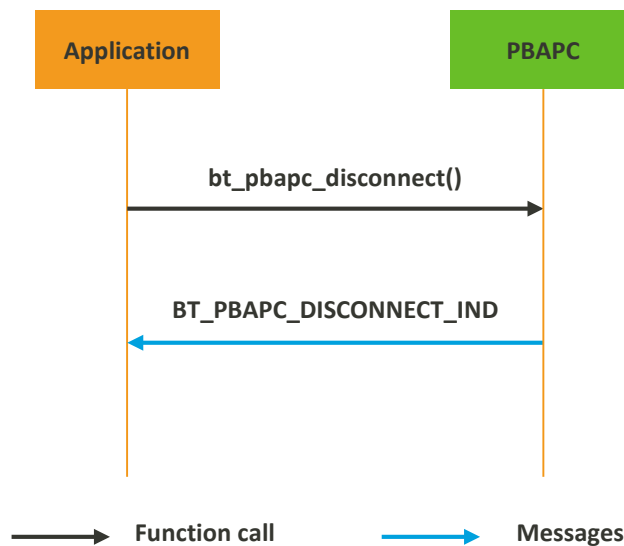 Application
PBAPC
bt_pbapc_disconnect()
BT_PBAPC_DISCONNECT_IND
Function call
Messages